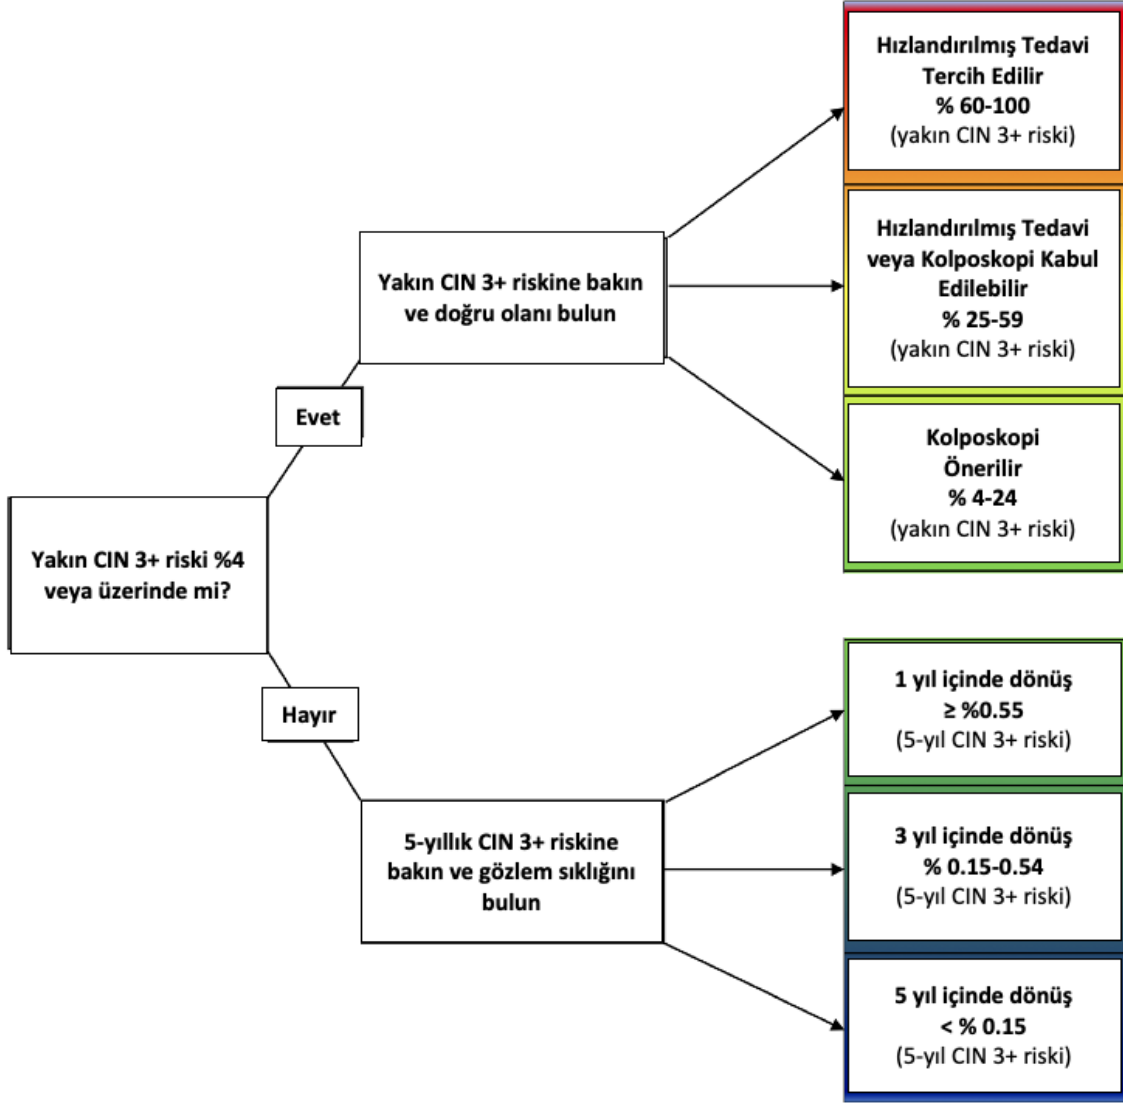 Yakın CIN 3+ riski %4
veya üzerinde mi?
Evet
Hayır
Yakın CIN 3+ riskine bakın
ve doğru olanı bulun
5-yıllık CIN 3+ riskine
bakın ve gözlem sıklığını
bulun
Hızlandırılmış Tedavi
Tercih Edilir
% 60-100
(yakın CIN 3+ riski)
Hızlandırılmış Tedavi
veya Kolposkopi Kabul
Edilebilir
% 25-59
(yakın CIN 3+ riski)
Kolposkopi
Önerilir
% 4-24
(yakın CIN 3+ riski)
1 yıl içinde dönüş
≥ %0.55
(5-yıl CIN 3+ riski)
3 yıl içinde dönüş
% 0.15-0.54
(5-yıl CIN 3+ riski)
5 yıl içinde dönüş
< % 0.15
(5-yıl CIN 3+ riski)